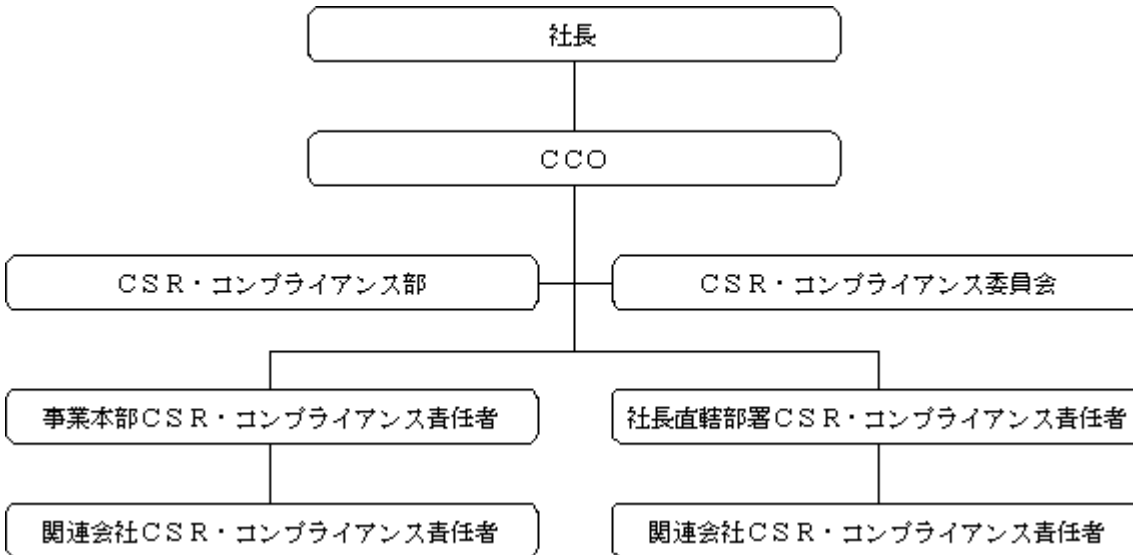 社長
ＣＣＯ
ＣＳＲ・コンプライアンス部
ＣＳＲ・コンプライアンス委員会
事業本部ＣＳＲ・コンプライアンス責任者
社長直轄部署ＣＳＲ・コンプライアンス責任者
関連会社ＣＳＲ・コンプライアンス責任者
関連会社ＣＳＲ・コンプライアンス責任者